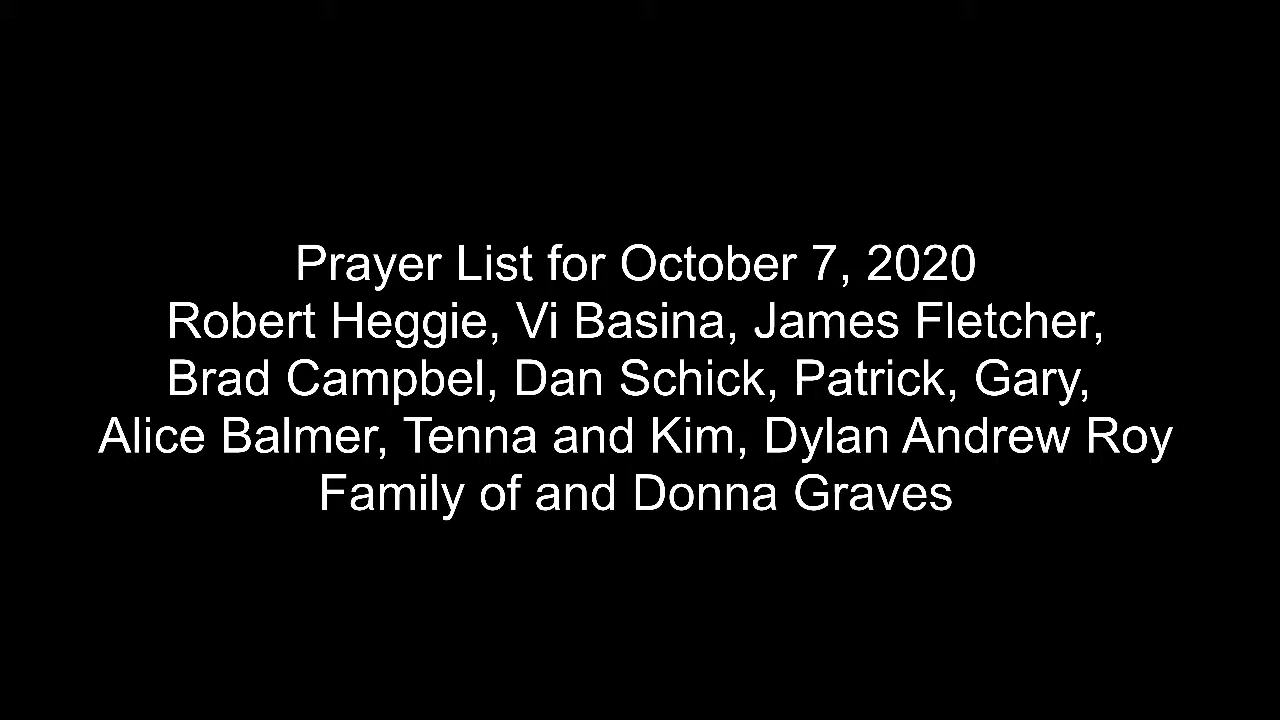 Prayer List for October 7, 2020
Robert Heggie, Vi Basina, James Fletcher,
Brad Campbel, Dan Schick, Patrick, Gary,
Alice Balmer, Tenna and Kim, Dylan Andrew Roy
Family of and Donna Graves